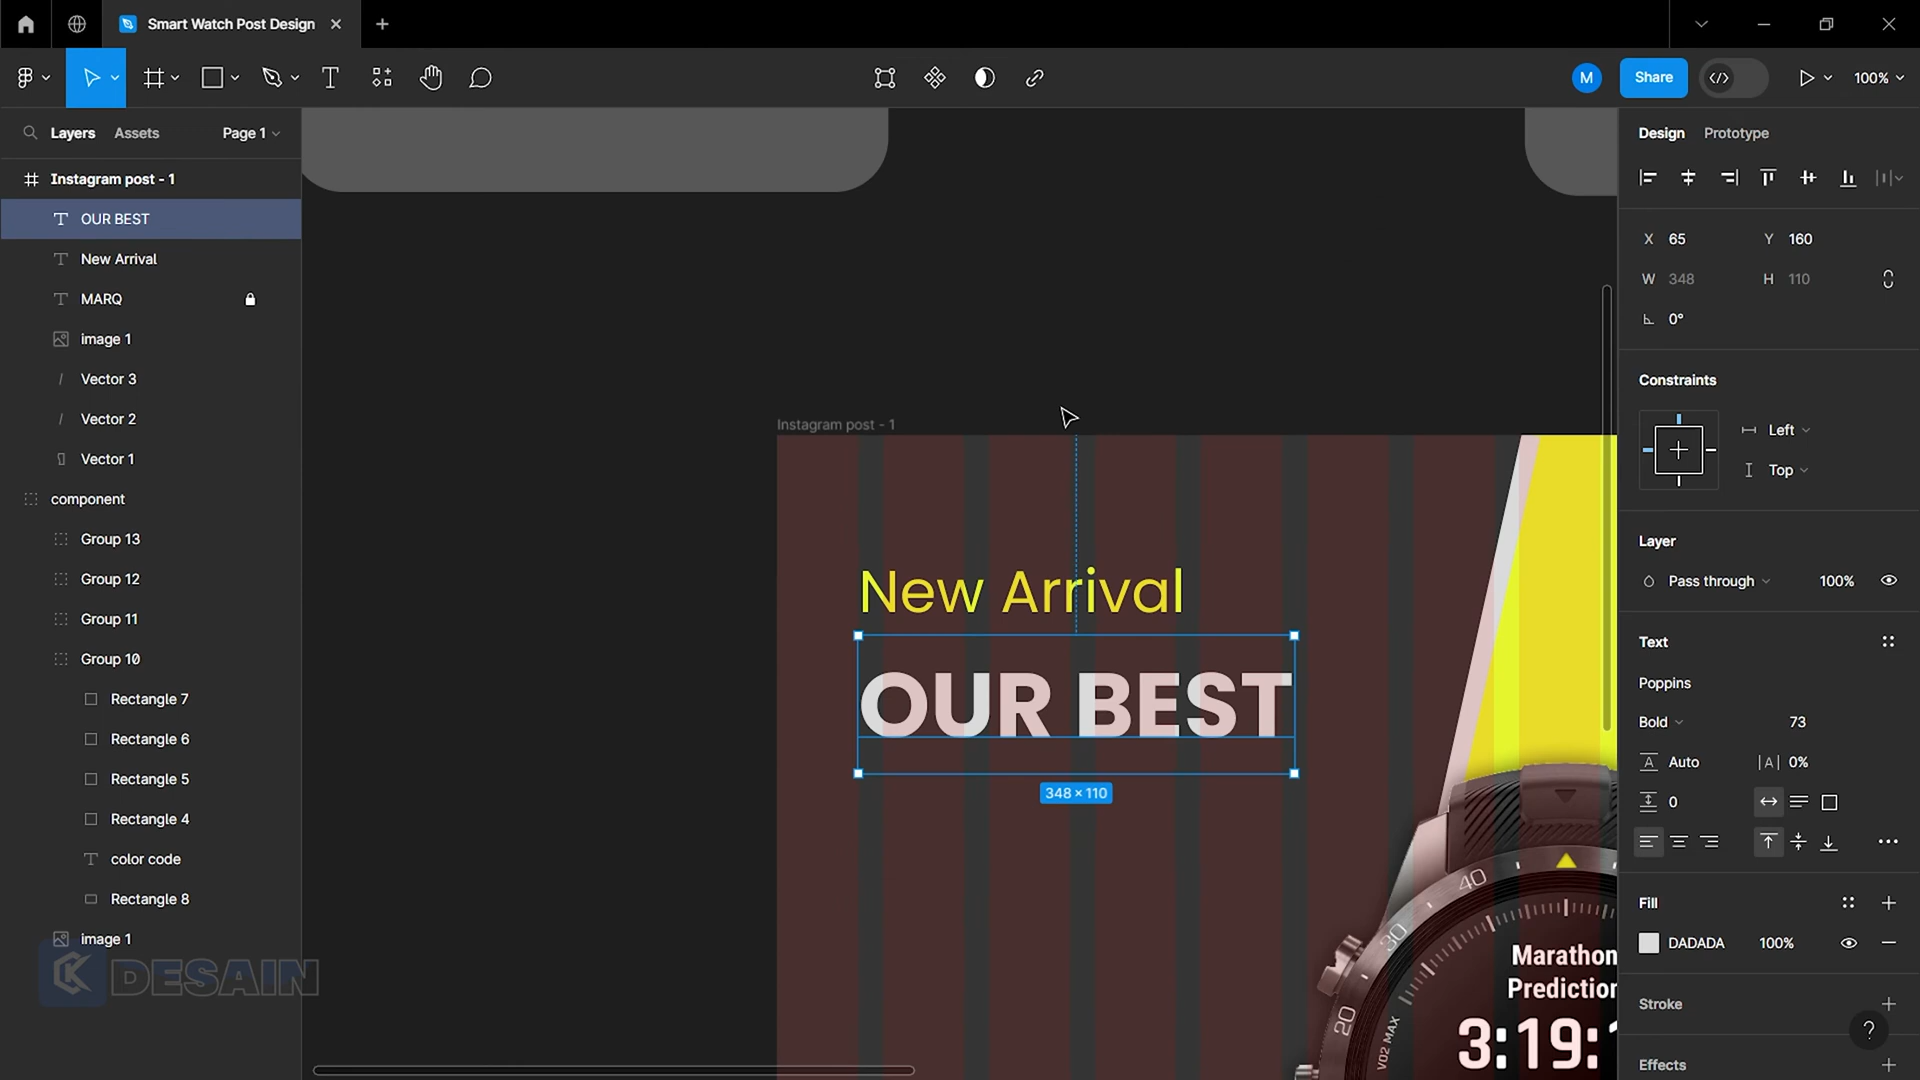 Smart Watch Post Design
M
Share
100%
Layers
Assets
Page 1
Instagram post - 1
OUR BEST
New Arrival
MARQ
image 1
Vector 3
Vector 2
Vector 1
component
Group 13
Group 12
Group 11
Group 10
Rectangle 7
Rectangle 6
Rectangle 5
Rectangle 4
color code
Rectangle 8
image 1
DESAIN
Instagram post - 1
New Arrival
OUR BEST
348 × 110
40
30
20
VO2 MAX
Marathon
Prediction
3:19:
Design
Prototype
X 65
Y 160
W 348
H 110
0°
Constraints
Left
Top
Layer
Pass through
100%
Text
Poppins
Bold
73
Auto
|A| 0%
0
Fill
DADADA
100%
Stroke
?
Effects